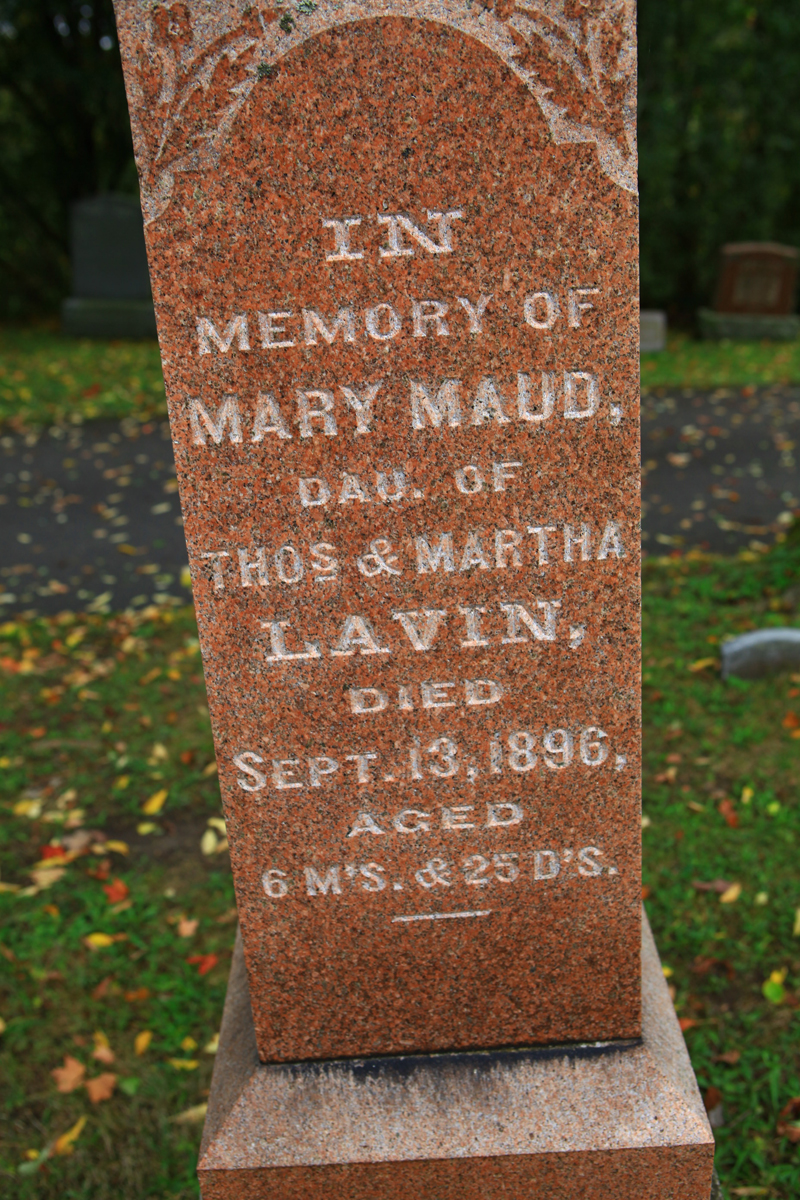 IN
MEMORY OF
MARY MAUD,
DAU. OF
THOS & MARTHA
LAVIN,
DIED
SEPT. 13, 1896,
AGED
6 M'S. & 25 D'S.